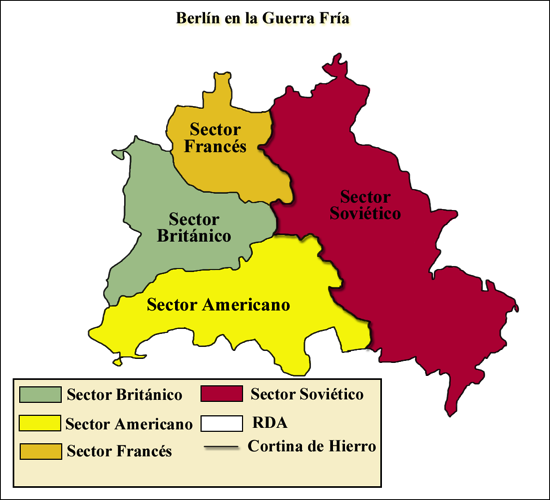 Berlín en la Guerra Fría
Sector
Francés
Sector
Soviético
Sector
Británico
Sector Americano
Sector Británico
Sector Soviético
Sector Americano
RDA
Sector Francés
Cortina de Hierro